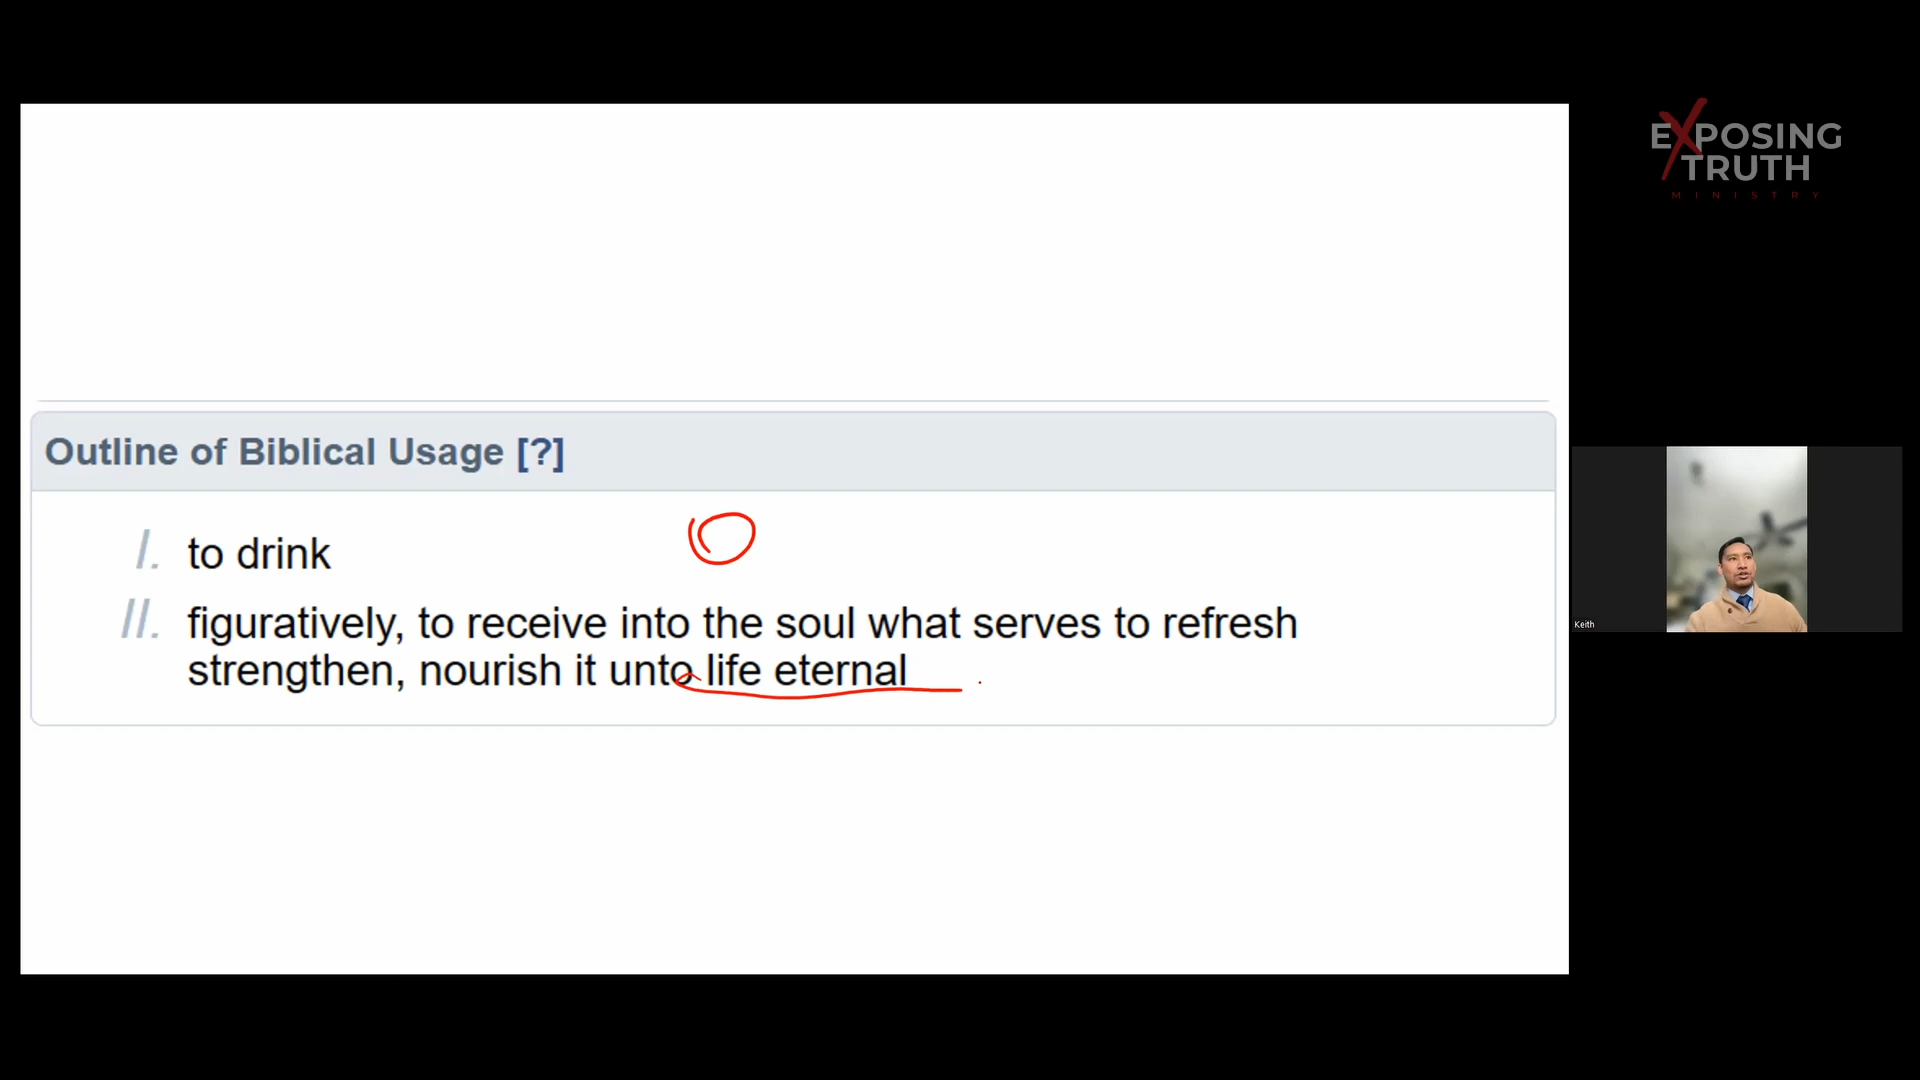 EXPOSING
TRUTH
MINISTRY
Outline of Biblical Usage [?]
I. to drink
II. figuratively, to receive into the soul what serves to refresh
strengthen, nourish it unto life eternal
Keith